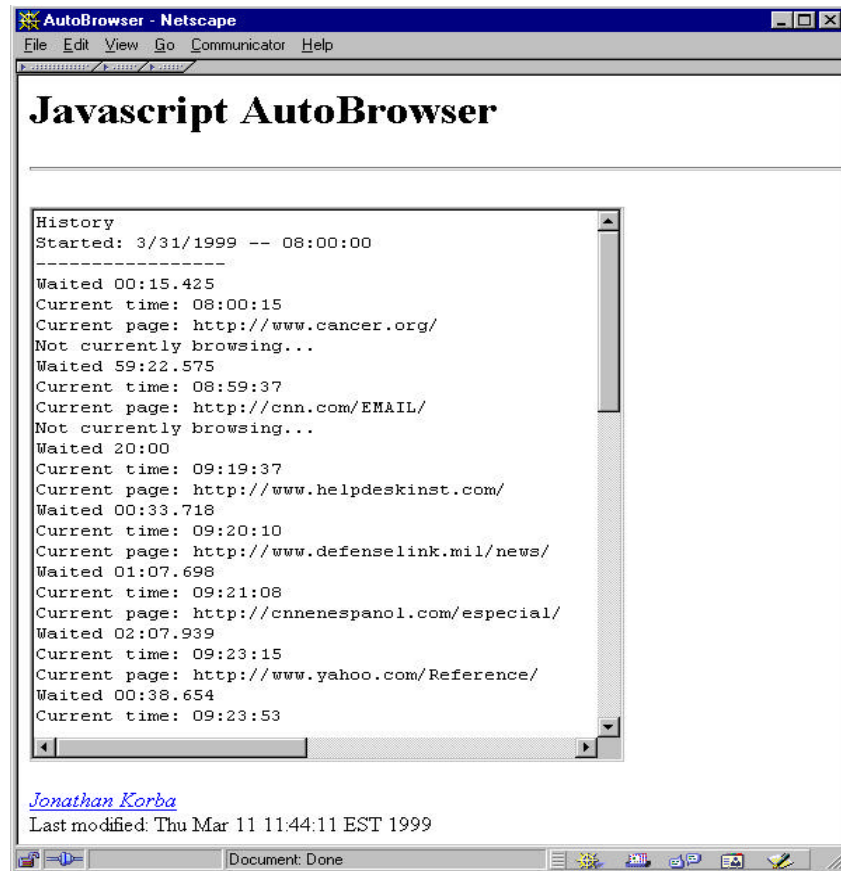 AutoBrowser - Netscape
File Edit View Go Communicator Help
Javascript AutoBrowser
History
Started: 3/31/1999 -- 08:00:00
-----------------
Waited 00:15.425
Current time: 08:00:15
Current page: http://www.cancer.org/
Not currently browsing...
Waited 59:22.575
Current time: 08:59:37
Current page: http://cnn.com/EMAIL/
Not currently browsing...
Waited 20:00
Current time: 09:19:37
Current page: http://www.helpdeskinst.com/
Waited 00:33.718
Current time: 09:20:10
Current page: http://www.defenselink.mil/news/
Waited 01:07.698
Current time: 09:21:08
Current page: http://cnnenespanol.com/especial/
Waited 02:07.939
Current time: 09:23:15
Current page: http://www.yahoo.com/Reference/
Waited 00:38.654
Current time: 09:23:53
Jonathan Korba
Last modified: Thu Mar 11 11:44:11 EST 1999
Document: Done